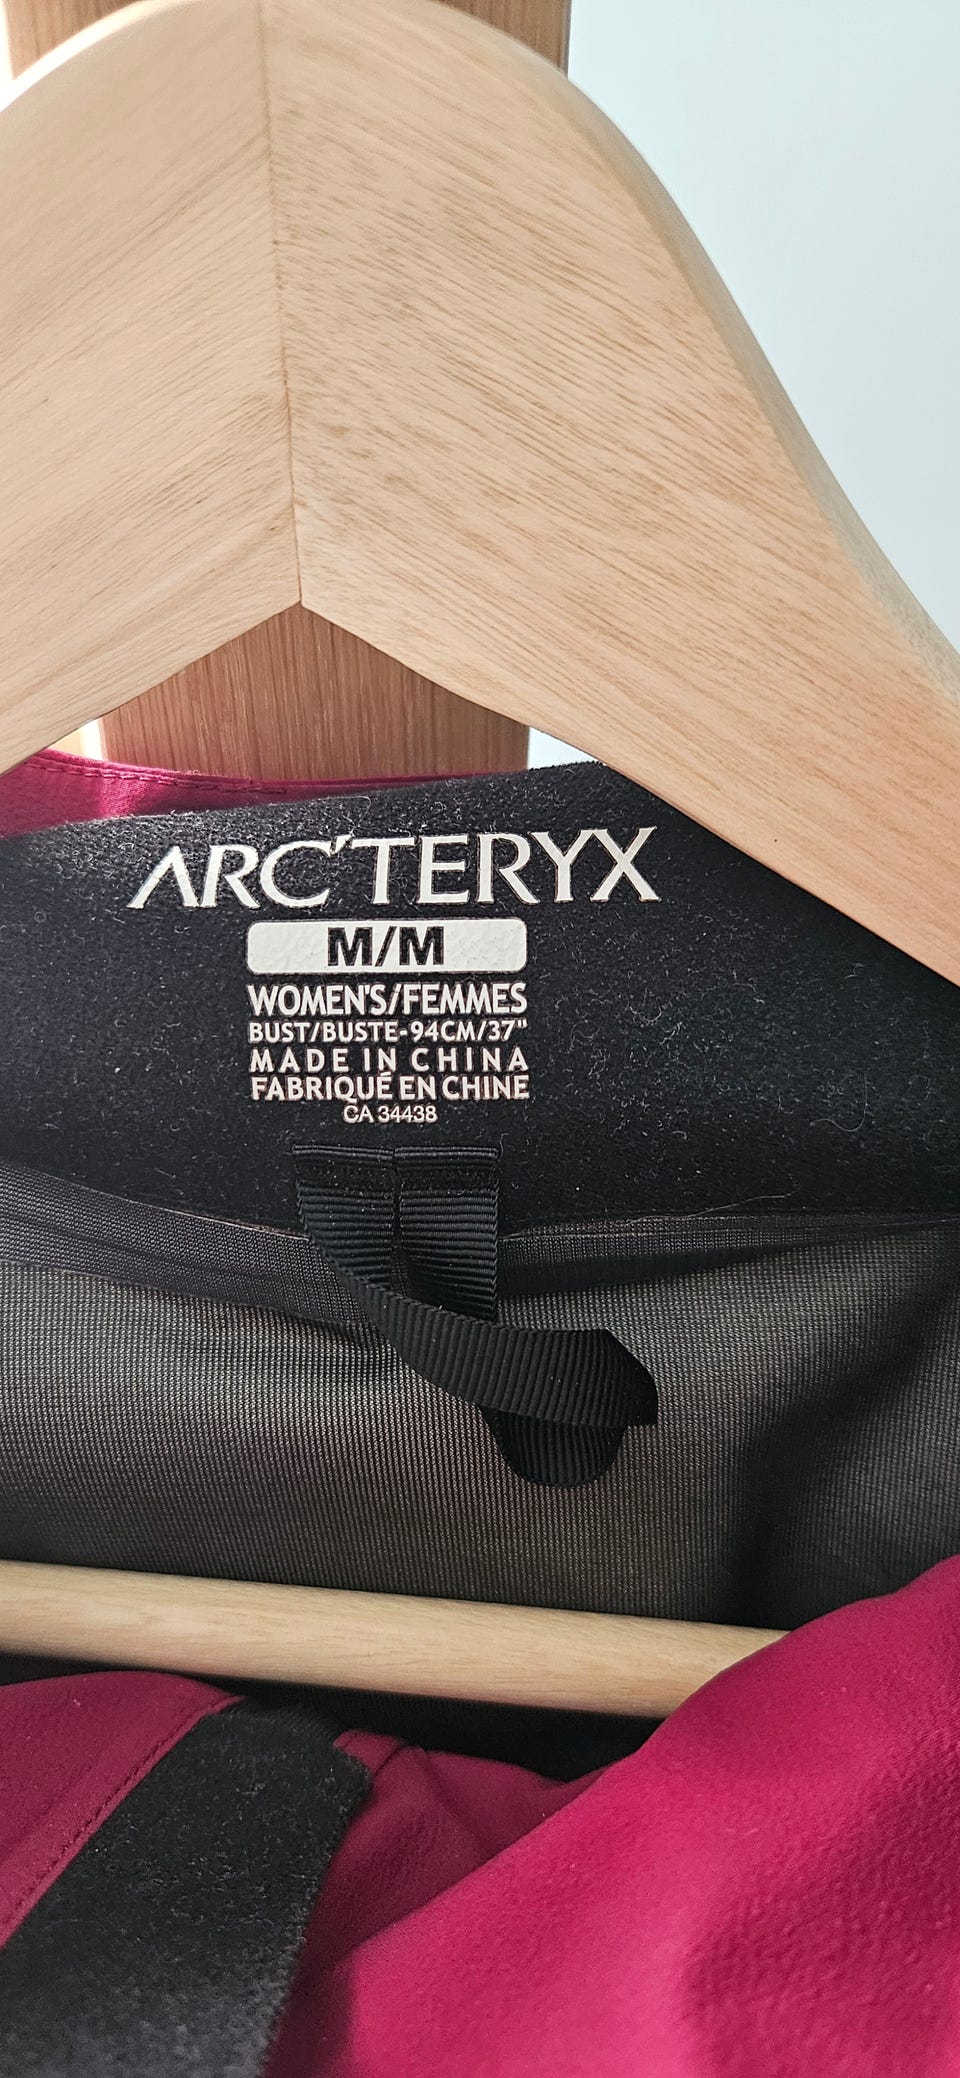 ARC'TERYX
M/M
WOMEN'S/FEMMES
BUST/BUSTE-94CM/37"
MADE IN CHINA
FABRIQUÉ EN CHINE
CA 34438